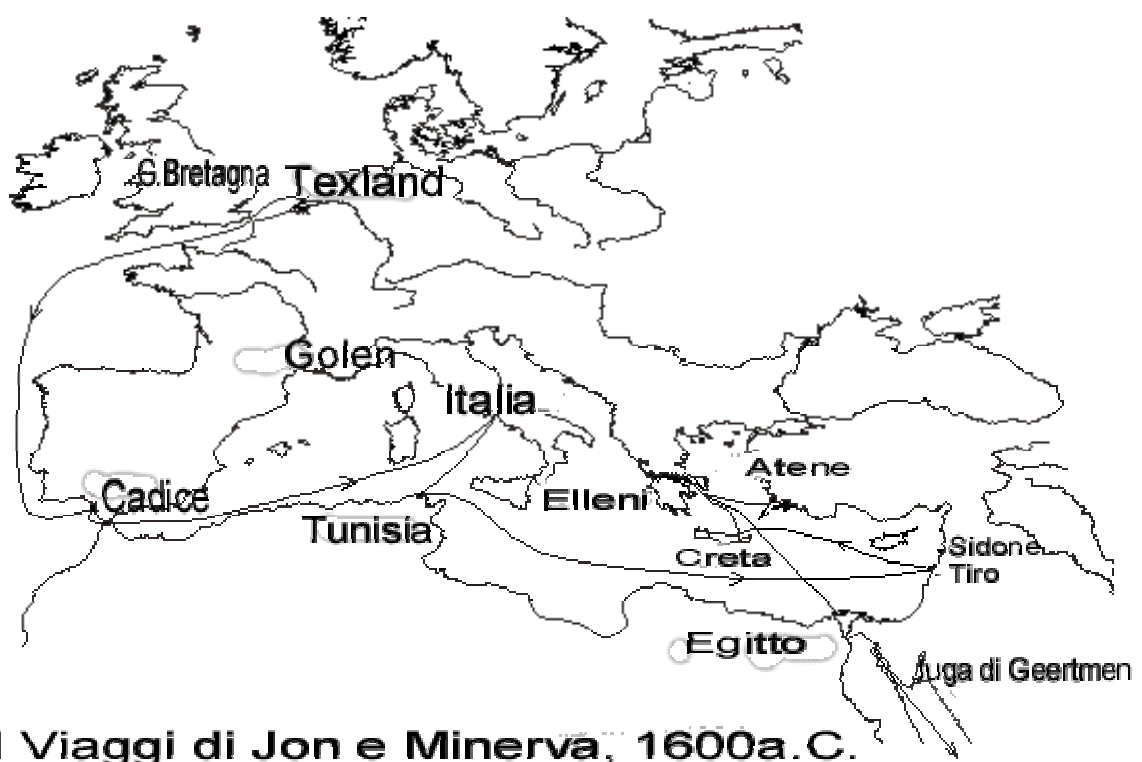 G.Bretagna
Texland
Golen
Italia
Atene
Cadice
Elleni
Tunisia
Sidone
Creta
Tiro
Egitto
fuga di Geertmen
I Viaggi di Jon e Minerva, 1600a.C.